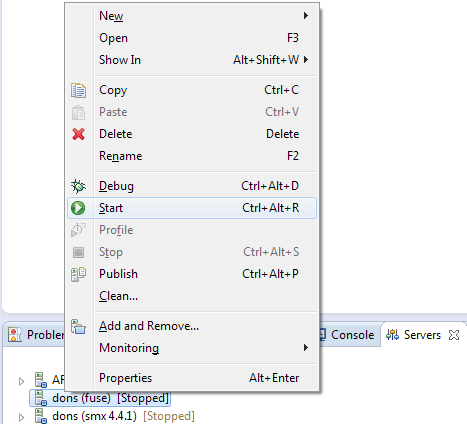 New
Open F3
Show In Alt+Shift+W
Copy Ctrl+C
Paste Ctrl+V
Delete Delete
Rename F2
Debug Ctrl+Alt+D
Start Ctrl+Alt+R
Profile
Stop Ctrl+Alt+S
Publish Ctrl+Alt+P
Clean...
Add and Remove...
Monitoring
Properties Alt+Enter
Console Servers
dons (fuse) [Stopped]
dons (smx 4.4.1) [Stopped]